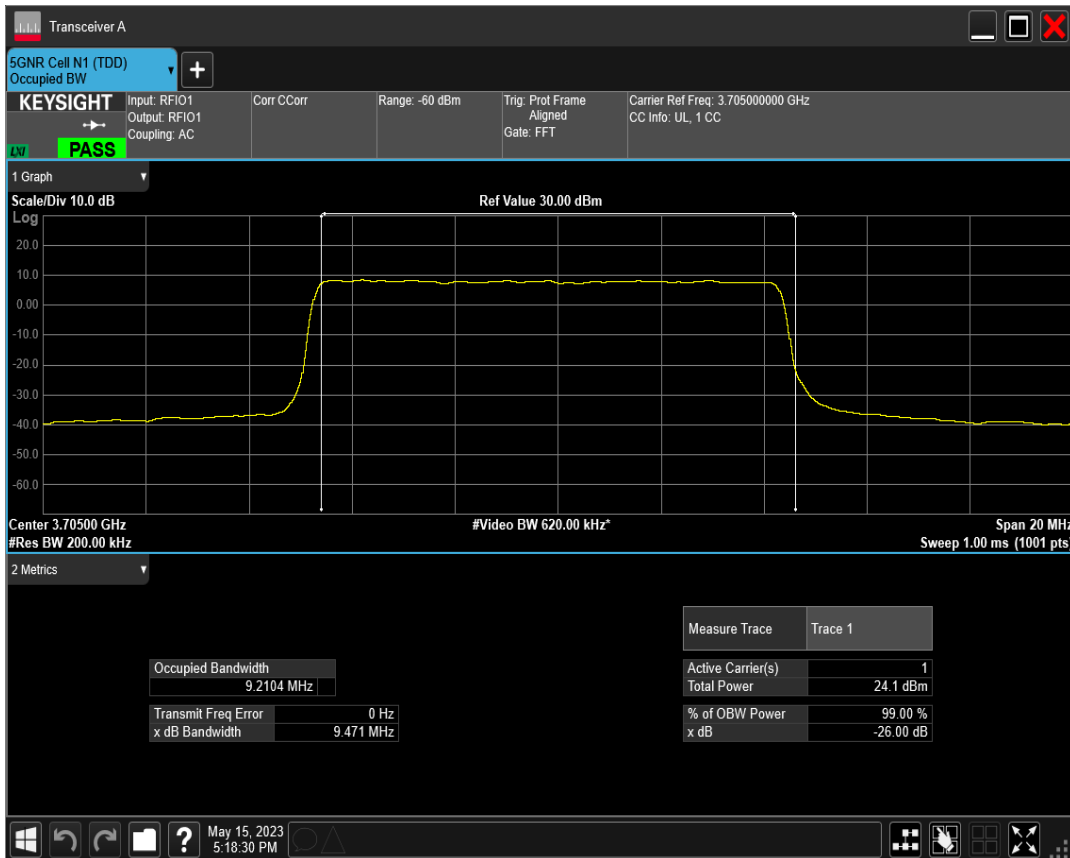 Transceiver A
5GNR Cell N1 (TDD)
Occupied BW
+
KEYSIGHT
LXI
PASS
Input: RFIO1
Output: RFIO1
Coupling: AC
Corr CCorr
Range: -60 dBm
Trig: Prot Frame
Aligned
Gate: FFT
Carrier Ref Freq: 3.705000000 GHz
CC Info: UL, 1 CC
1 Graph
Scale/Div 10.0 dB
Ref Value 30.00 dBm
Log
20.0
10.0
0.00
-10.0
-20.0
-30.0
-40.0
-50.0
-60.0
Center 3.70500 GHz
#Video BW 620.00 kHz*
Span 20 MHz
#Res BW 200.00 kHz
Sweep 1.00 ms (1001 pts)
2 Metrics
Measure Trace Trace 1
Occupied Bandwidth
9.2104 MHz
Active Carrier(s) 1
Total Power 24.1 dBm
Transmit Freq Error 0 Hz
x dB Bandwidth 9.471 MHz
% of OBW Power 99.00 %
x dB -26.00 dB
?
May 15, 2023
5:18:30 PM